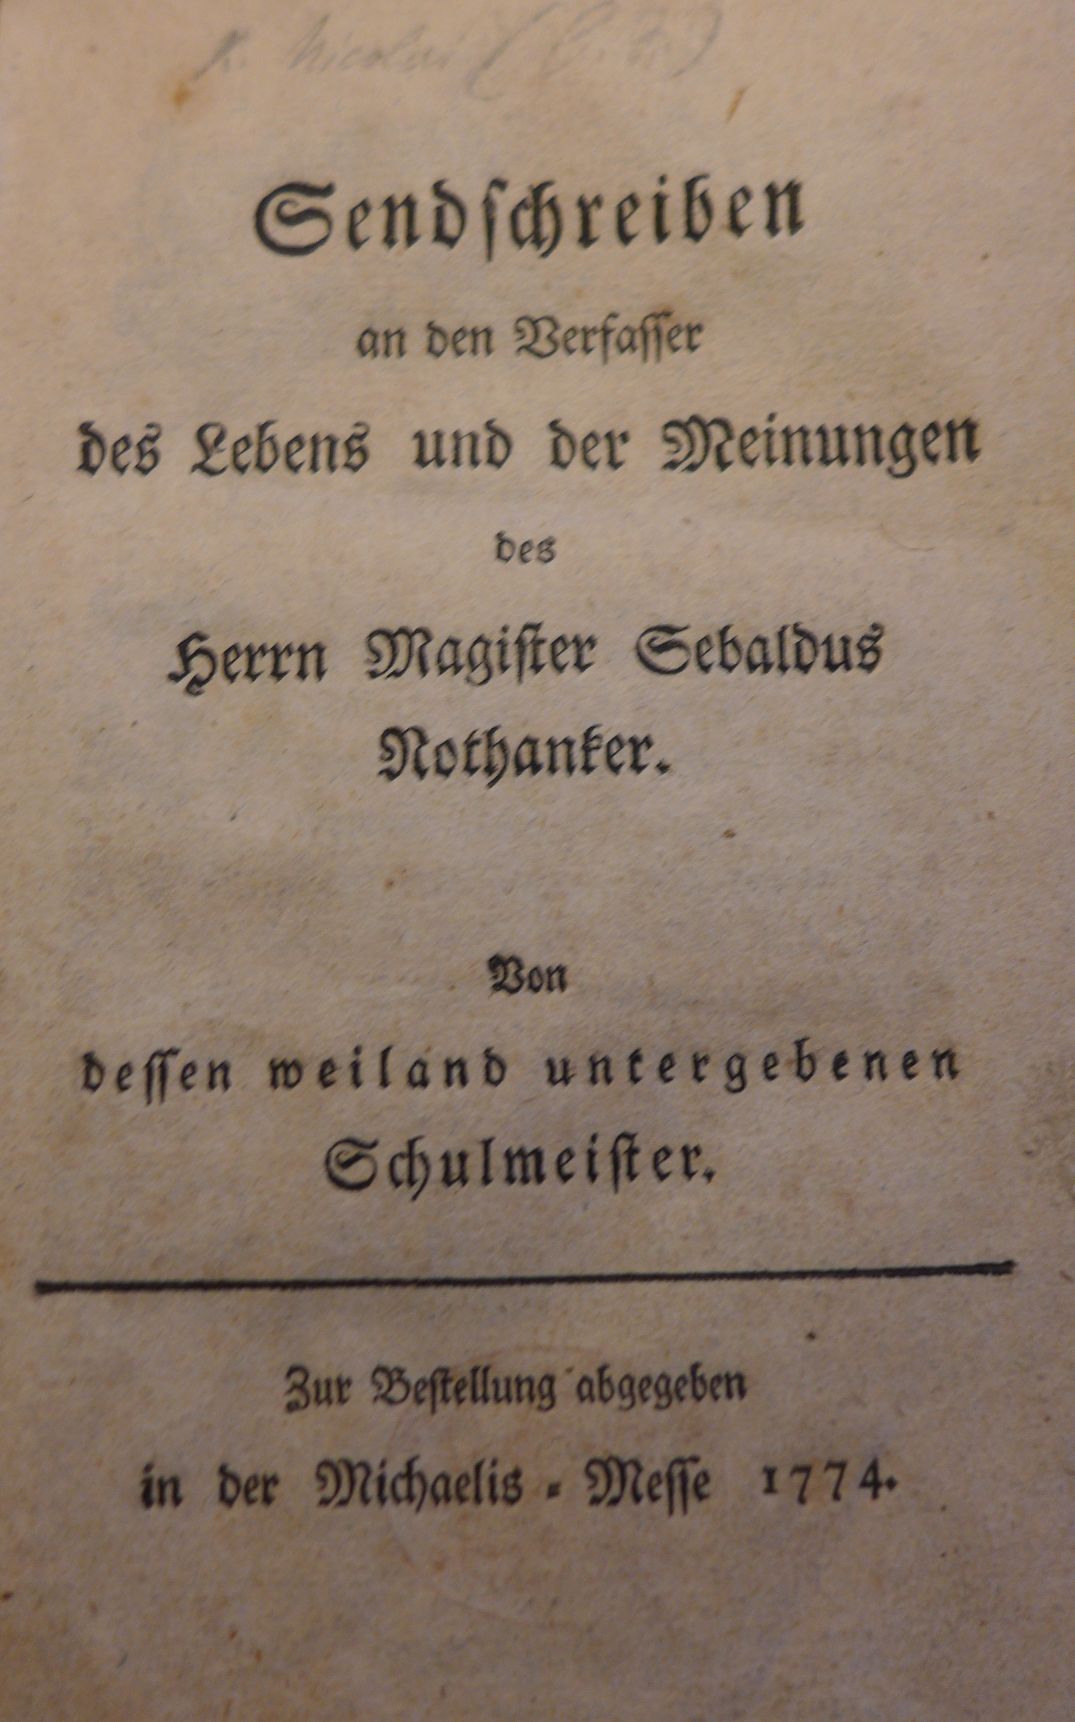 Nicolai (C. F.)
Sendschreiben
an den Verfasser
des Lebens und der Meinungen
des
Herrn Magister Sebaldus
Nothanker.
Von
dessen weiland untergebenen
Schulmeister.
Zur Bestellung abgegeben
in der Michaelis-Messe 1774.